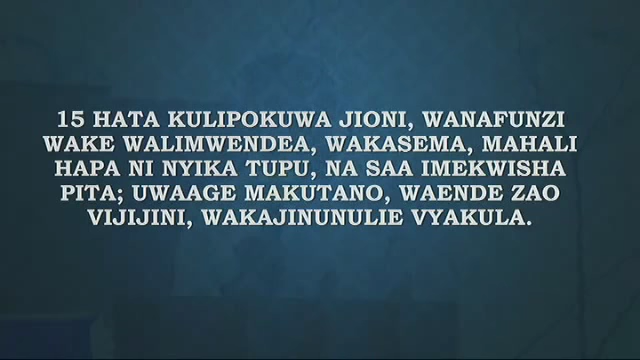 15 HATA KULIPOKUWA JIONI, WANAFUNZI
WAKE WALIMWENDEA, WAKASEMA, MAHALI
HAPA NI NYIKA TUPU, NA SAA IMEKWISHA
PITA; UWAAGE MAKUTANO, WAENDE ZAO
VIJIJINI, WAKAJINUNULIE VYAKULA.